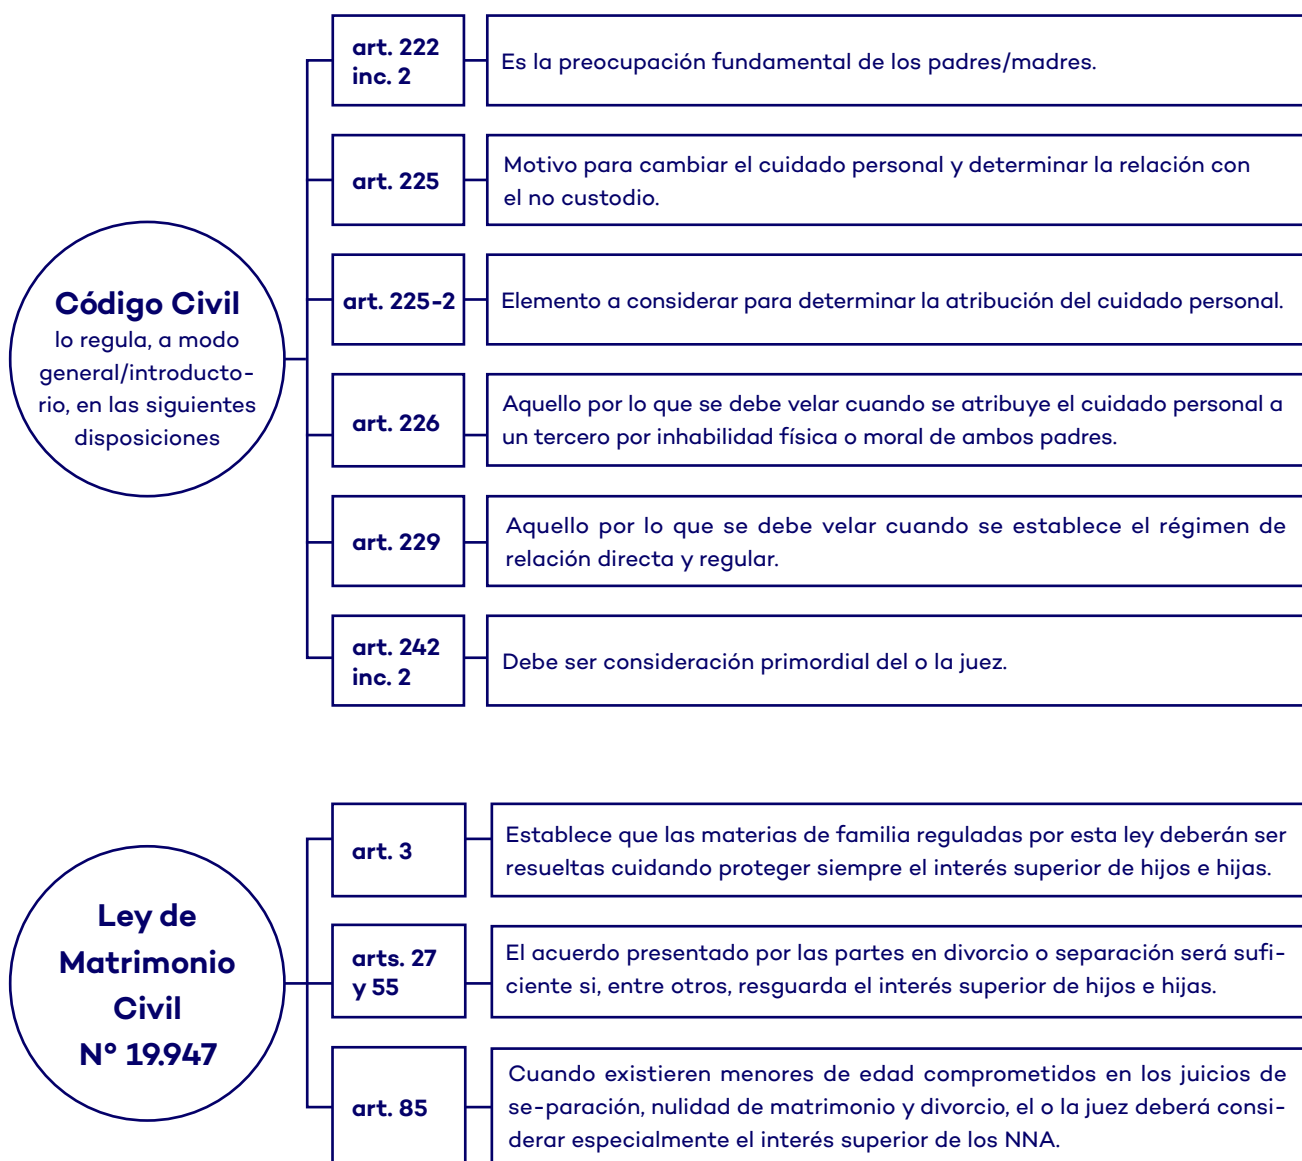 Código Civil
lo regula, a modo
general/introducto-
rio, en las siguientes
disposiciones
art. 222
inc. 2
Es la preocupación fundamental de los padres/madres.
art. 225
Motivo para cambiar el cuidado personal y determinar la relación con
el no custodio.
art. 225-2
Elemento a considerar para determinar la atribución del cuidado personal.
art. 226
Aquello por lo que se debe velar cuando se atribuye el cuidado personal a
un tercero por inhabilidad física o moral de ambos padres.
art. 229
Aquello por lo que se debe velar cuando se establece el régimen de
relación directa y regular.
art. 242
inc. 2
Debe ser consideración primordial del o la juez.
Ley de
Matrimonio
Civil
N° 19.947
art. 3
Establece que las materias de familia reguladas por esta ley deberán ser
resueltas cuidando proteger siempre el interés superior de hijos e hijas.
arts. 27
y 55
El acuerdo presentado por las partes en divorcio o separación será sufi-
ciente si, entre otros, resguarda el interés superior de hijos e hijas.
art. 85
Cuando existieren menores de edad comprometidos en los juicios de
se-paración, nulidad de matrimonio y divorcio, el o la juez deberá consi-
derar especialmente el interés superior de los NNA.